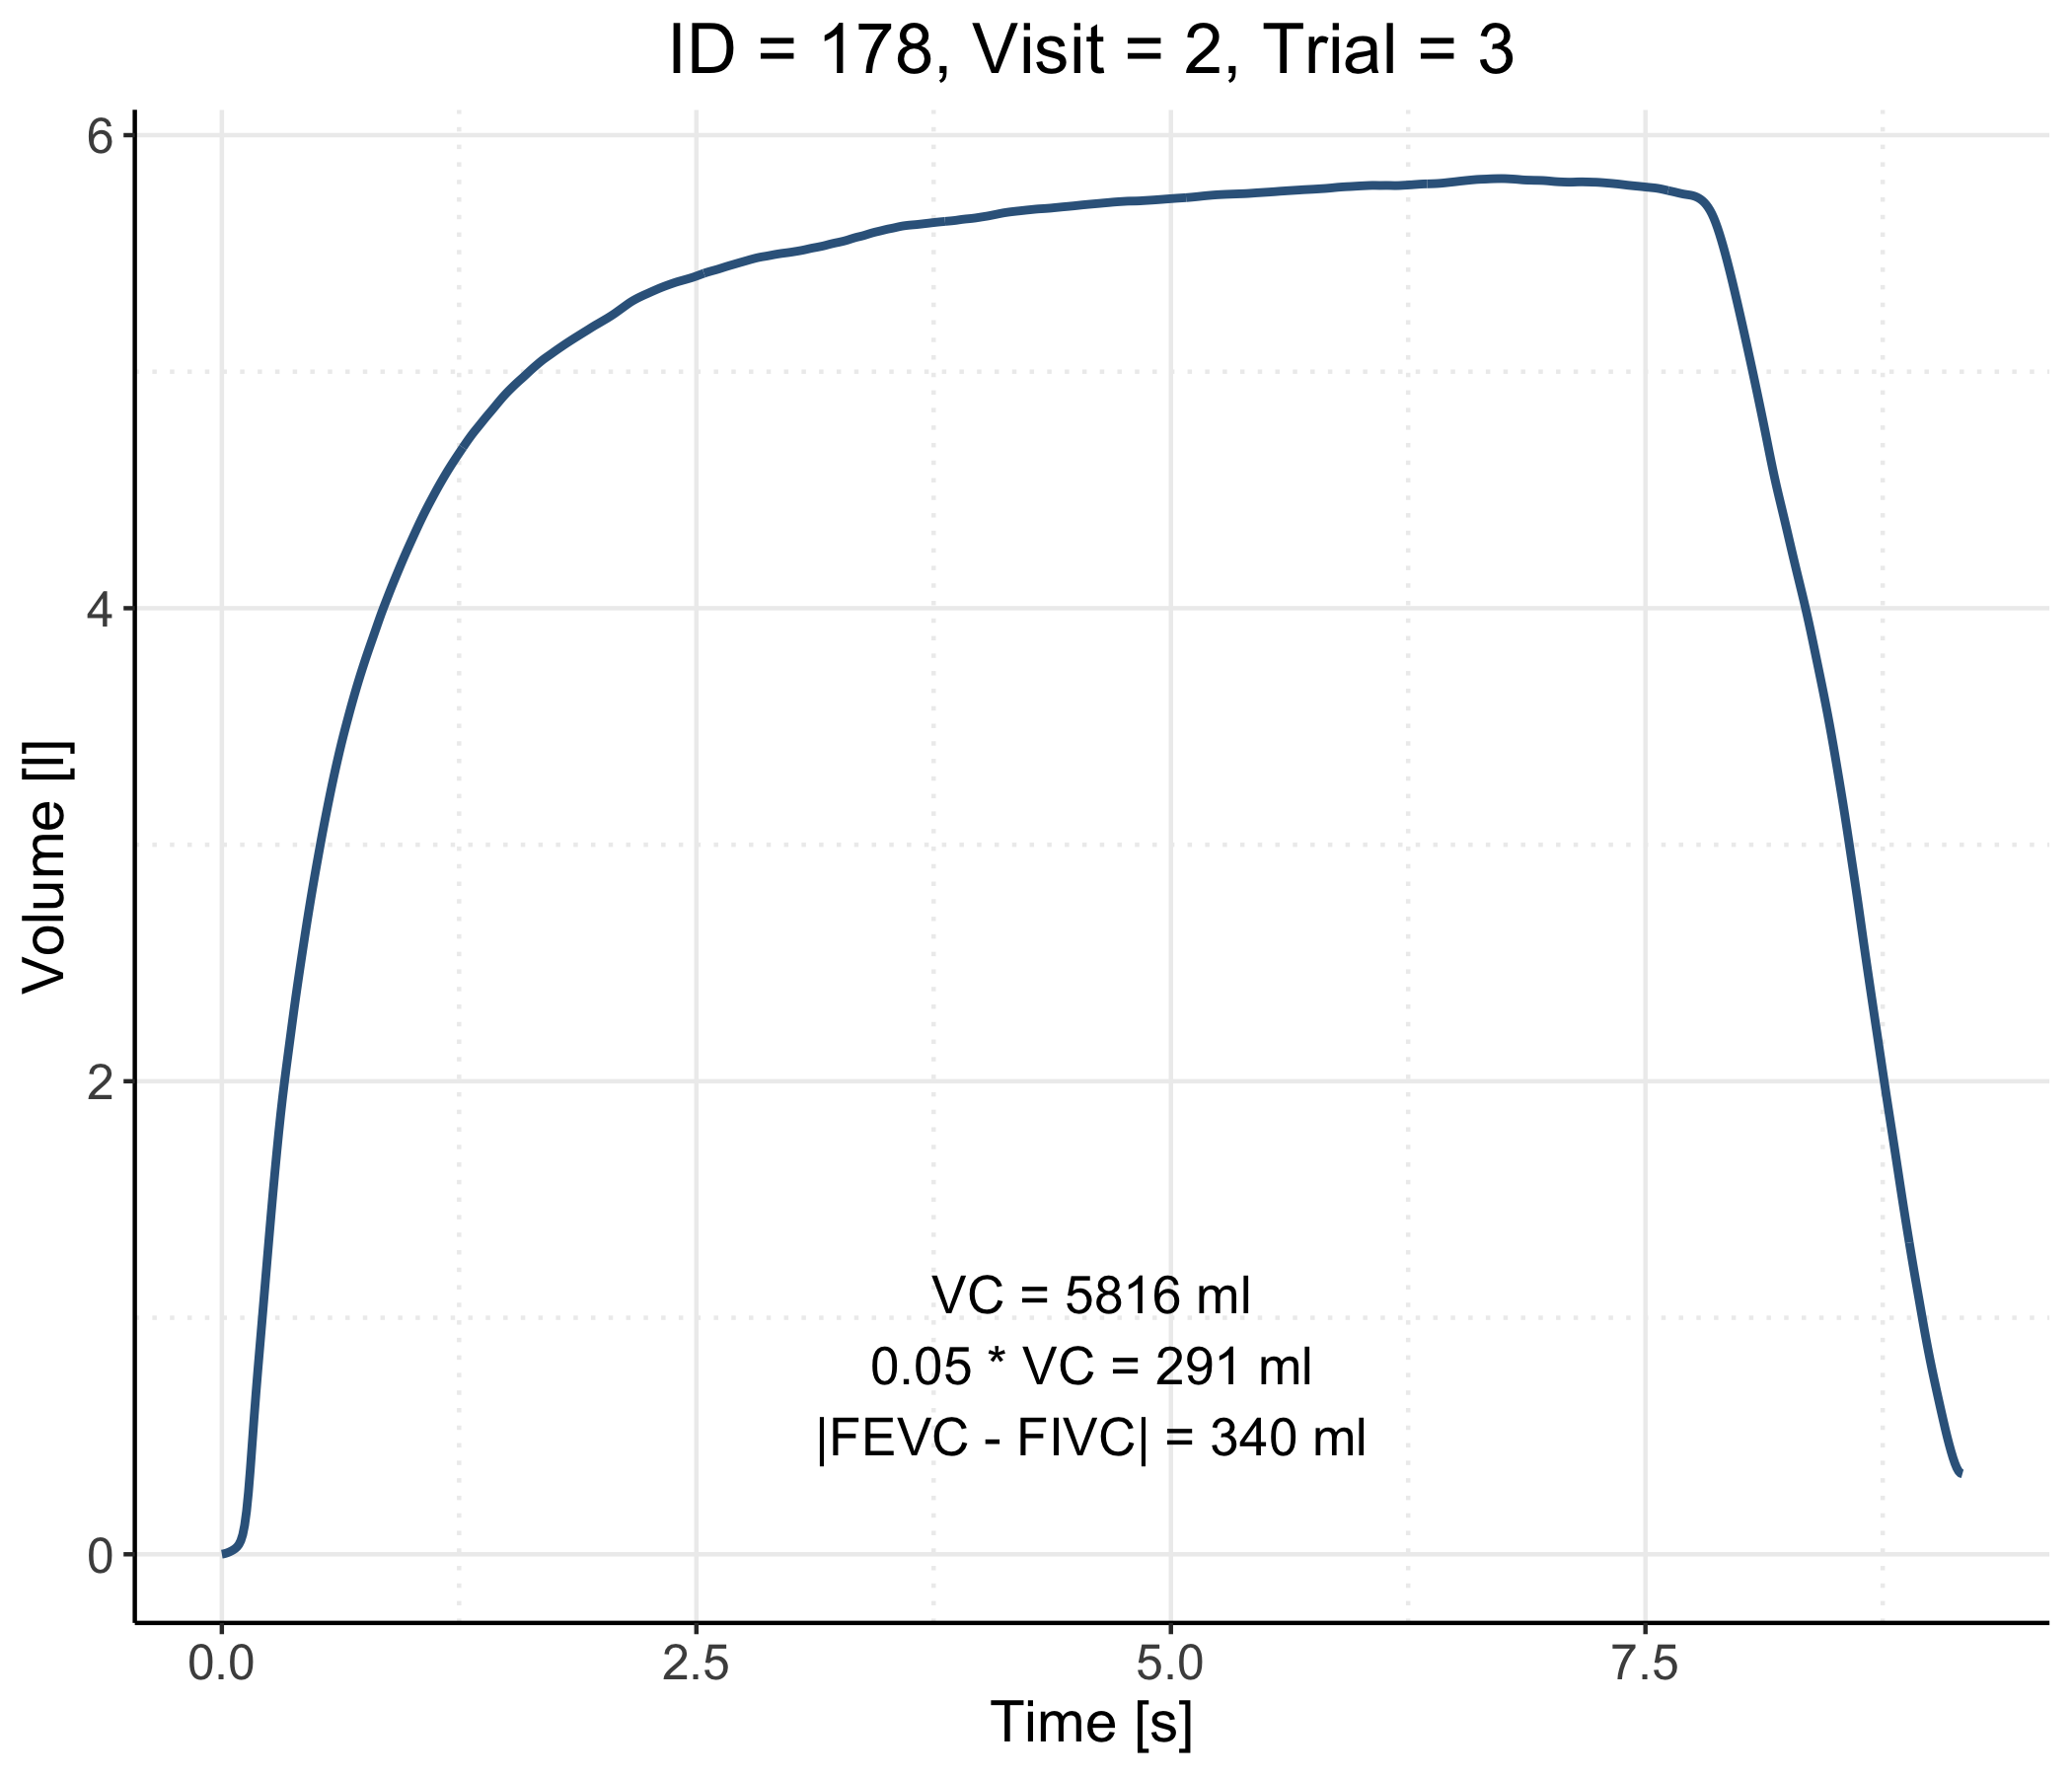 ID = 178, Visit = 2, Trial = 3
6
4
2
0
Volume [l]
VC = 5816 ml
0.05 * VC = 291 ml
|FEVC - FIVC| = 340 ml
0.0 2.5 5.0 7.5
Time [s]